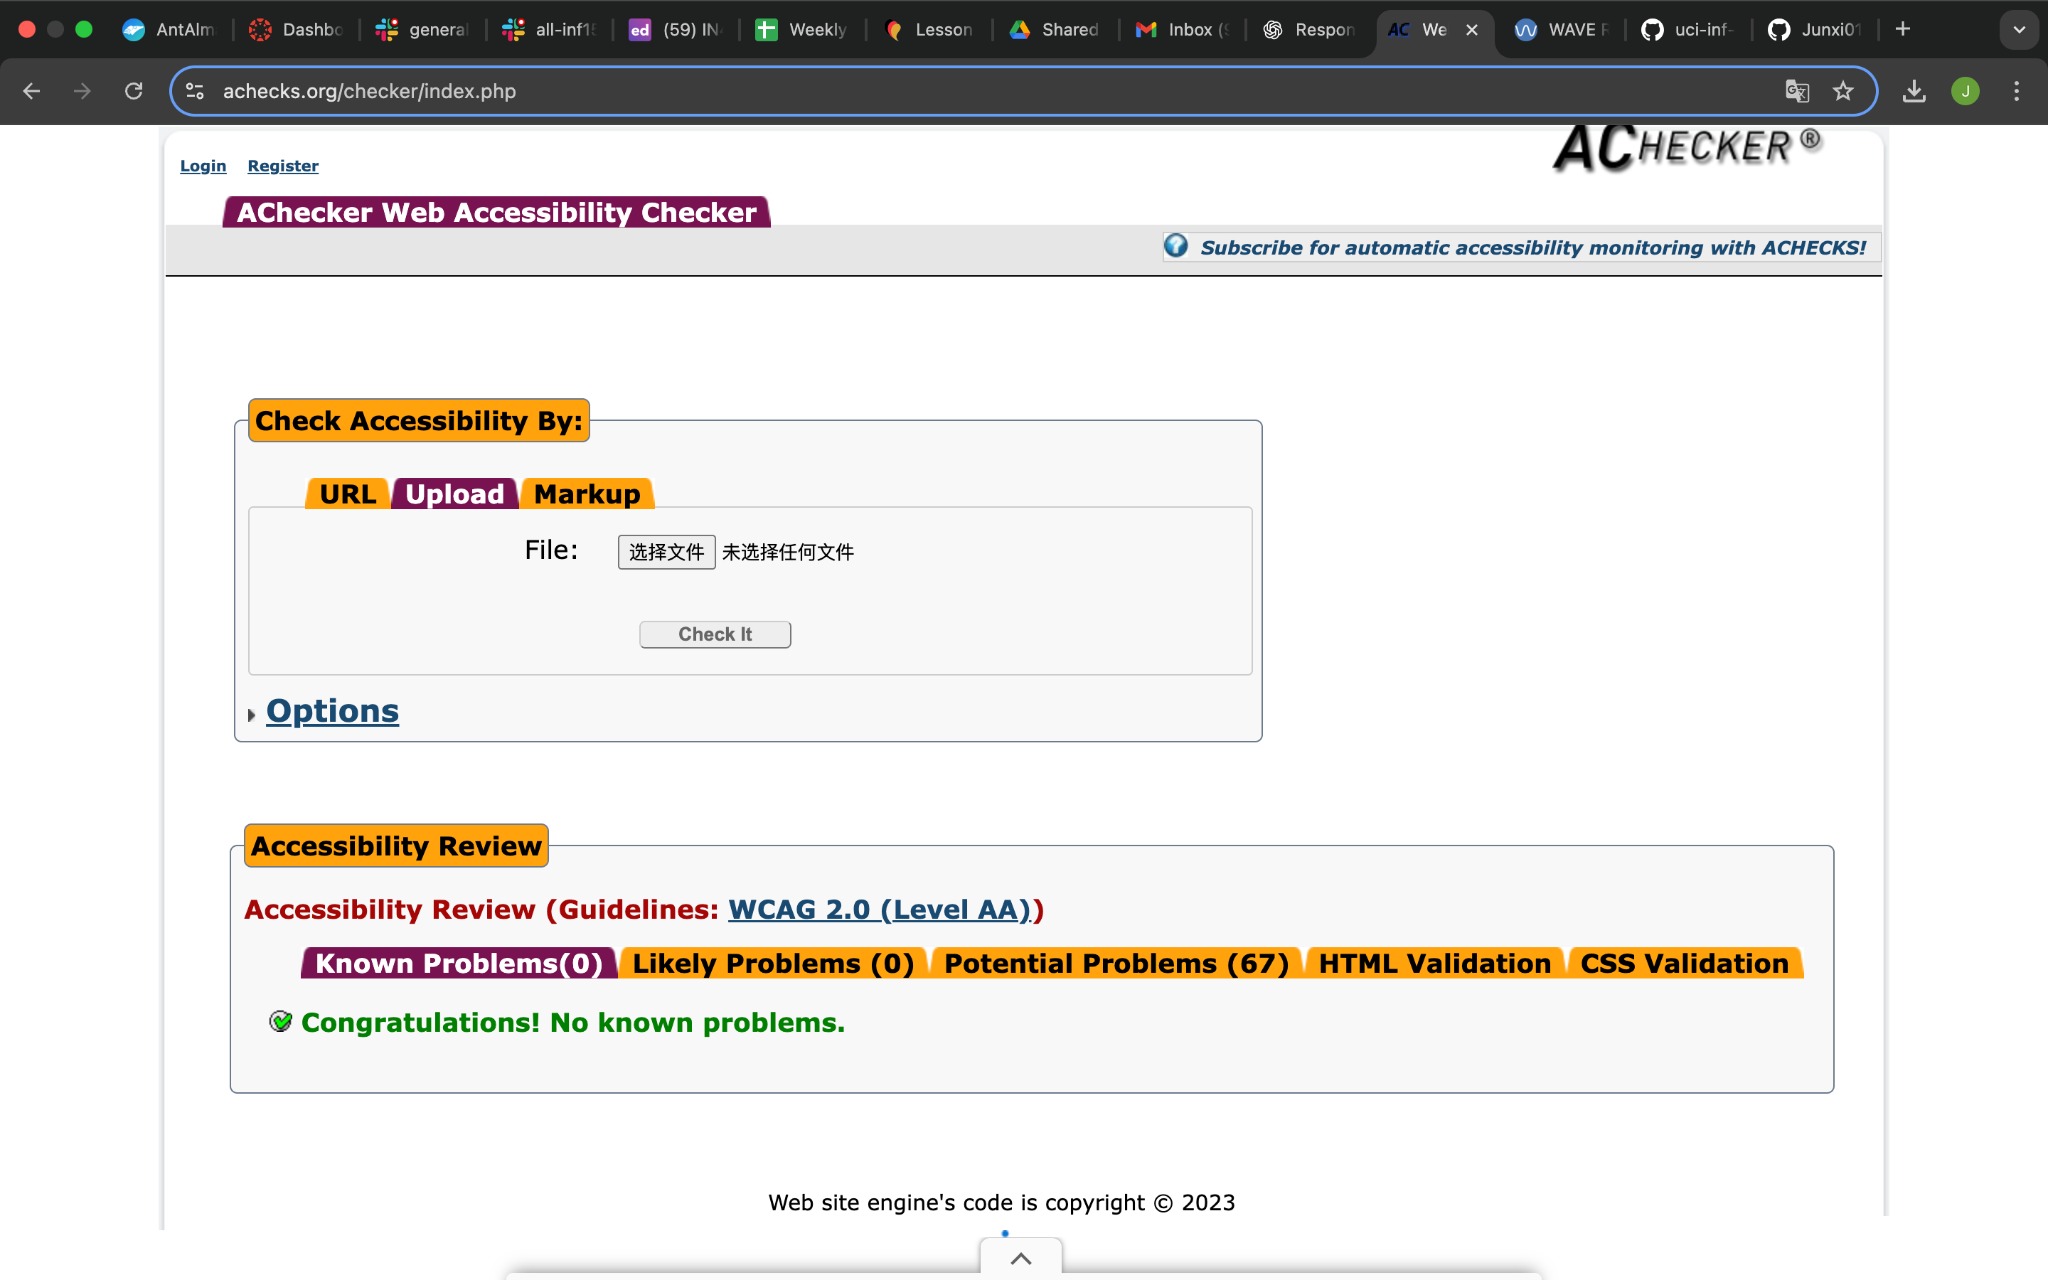 AntAlm
Dashbo
general
all-inf1
ed (59) IN
Weekly
Lesson
Shared
Inbox (
Respon
AC We
WAVE
uci-inf-
Junxi01
achecks.org/checker/index.php
J
Login Register
ACHECKER ®
AChecker Web Accessibility Checker
Subscribe for automatic accessibility monitoring with ACHECKS!
Check Accessibility By:
URL Upload Markup
File: 选择文件 未选择任何文件
Check It
Options
Accessibility Review
Accessibility Review (Guidelines: WCAG 2.0 (Level AA))
Known Problems(0) Likely Problems (0) Potential Problems (67) HTML Validation CSS Validation
Congratulations! No known problems.
Web site engine's code is copyright © 2023